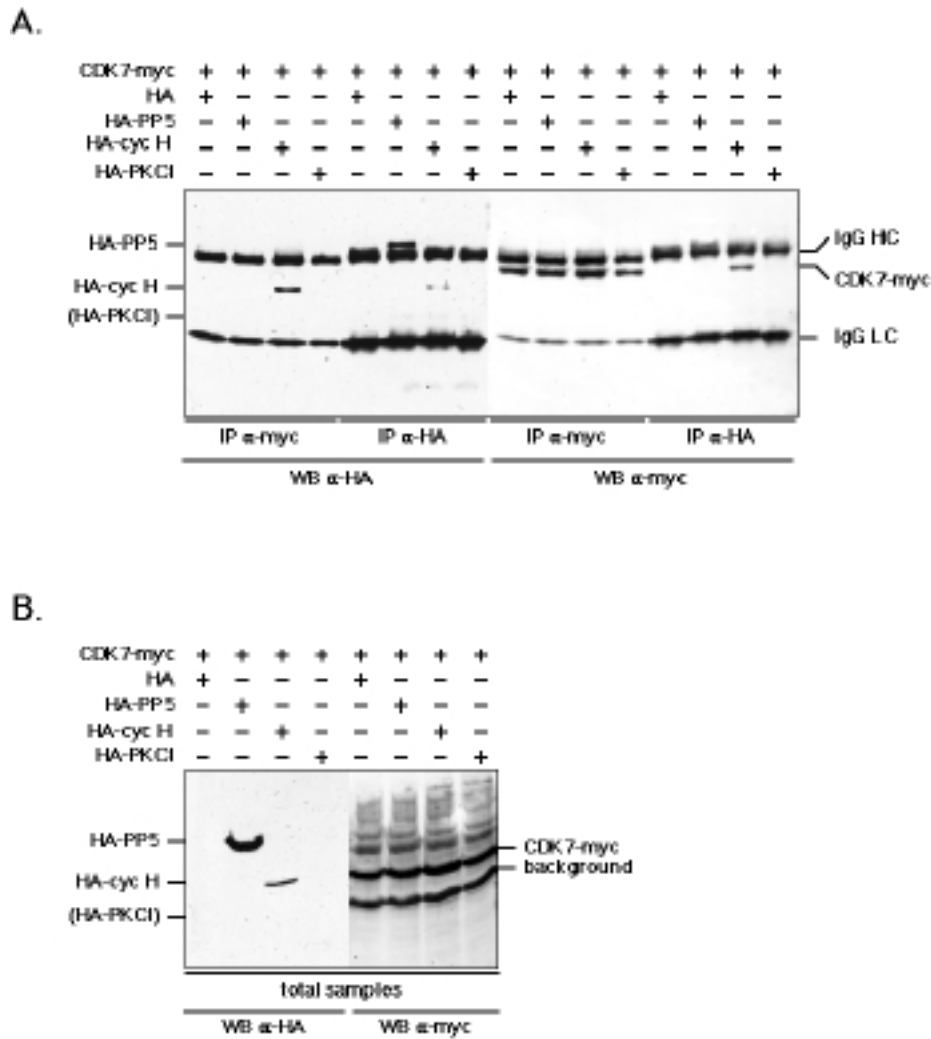 A.
CDK7-myc + + + + + + + + + + + + + + + +
HA + – – – + – – – + – – – + – – –
HA-PP5 – + – – – + – – – + – – – + – –
HA-cyc H – – + – – – + – – – + – – – + –
HA-PKCI – – – + – – – + – – – + – – – +
HA-PP5
HA-cyc H
(HA-PKCI)
IgG HC
CDK7-myc
IgG LC
IP α-myc IP α-HA IP α-myc IP α-HA
WB α-HA WB α-myc
B.
CDK7-myc + + + + + + + +
HA + – – – + – – –
HA-PP5 – + – – – + – –
HA-cyc H – – + – – – + –
HA-PKCI – – – + – – – +
HA-PP5
HA-cyc H
(HA-PKCI)
CDK7-myc
background
total samples
WB α-HA WB α-myc